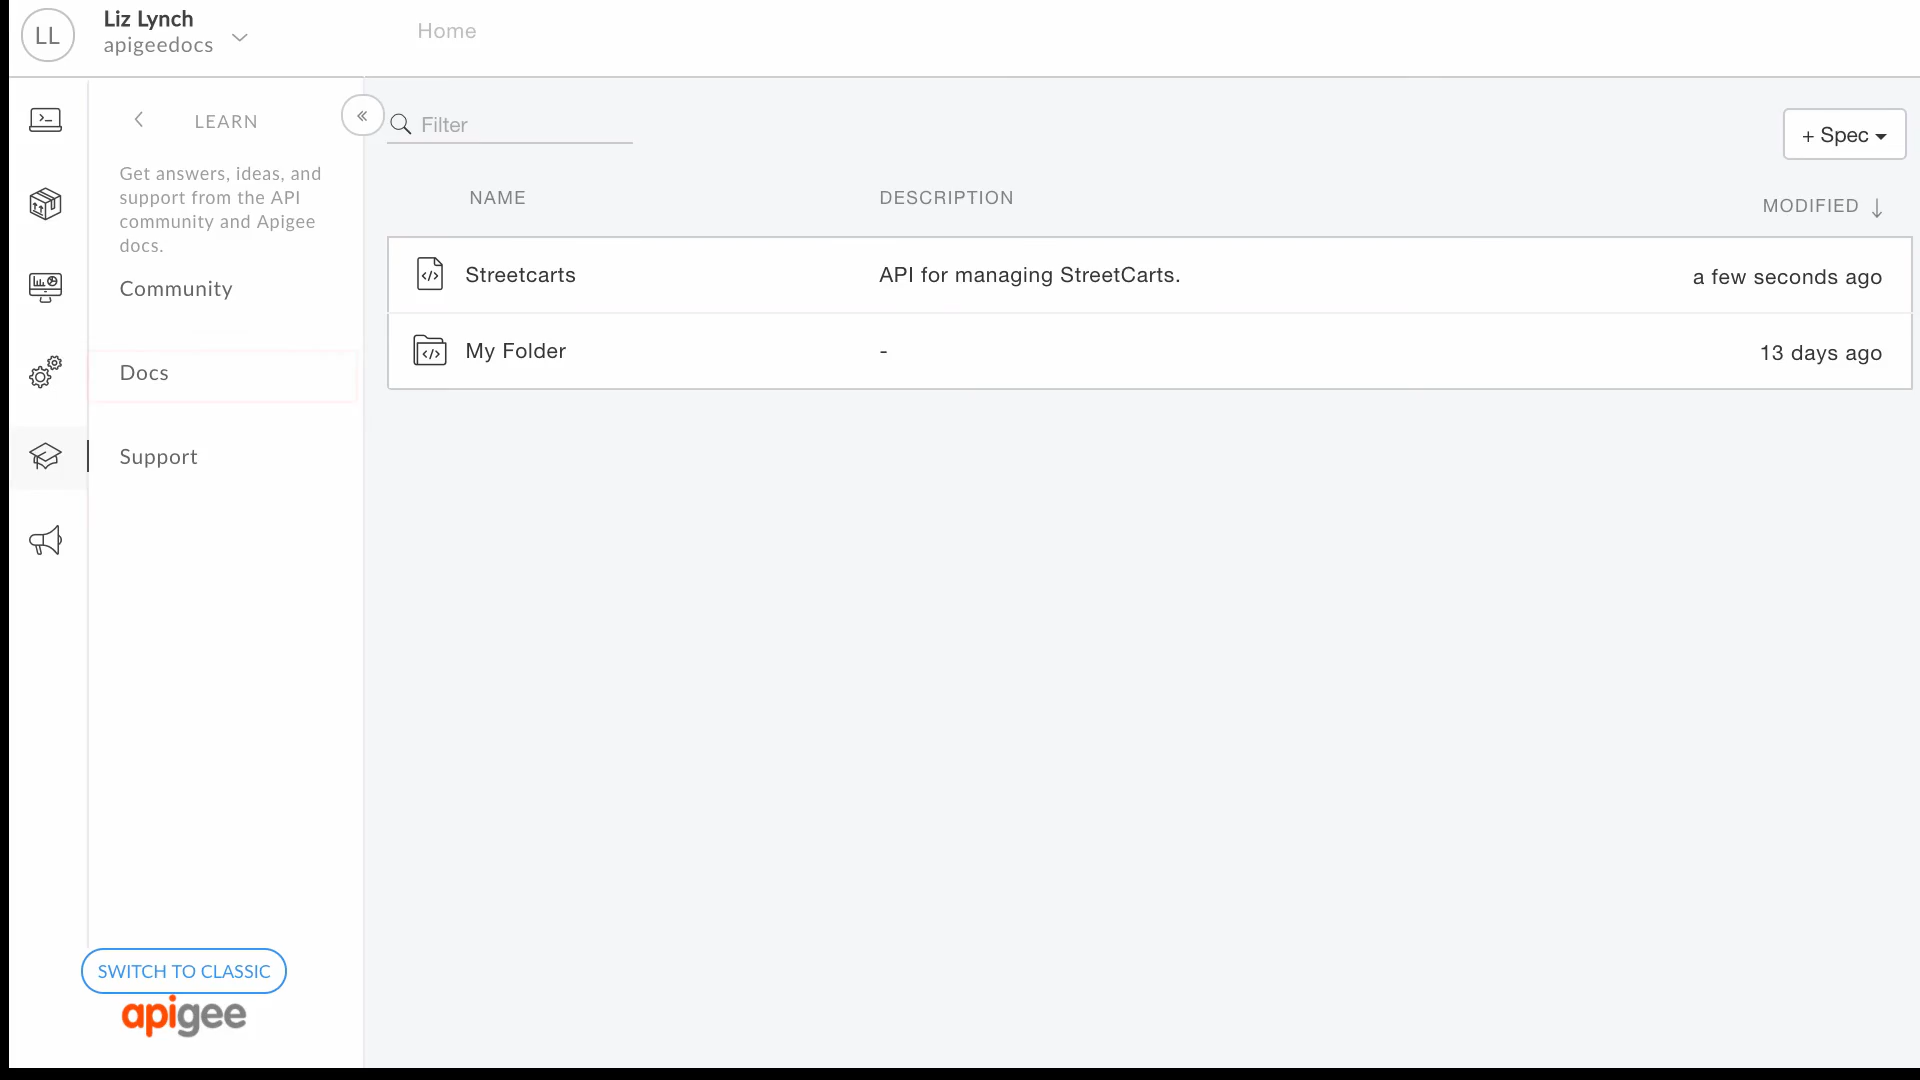 LL
Liz Lynch
apigeedocs
Home
LEARN
Get answers, ideas, and
support from the API
community and Apigee
docs.
Community
Docs
Support
SWITCH TO CLASSIC
apigee
Filter
+ Spec
NAME DESCRIPTION MODIFIED ↓
Streetcarts API for managing StreetCarts. a few seconds ago
My Folder - 13 days ago